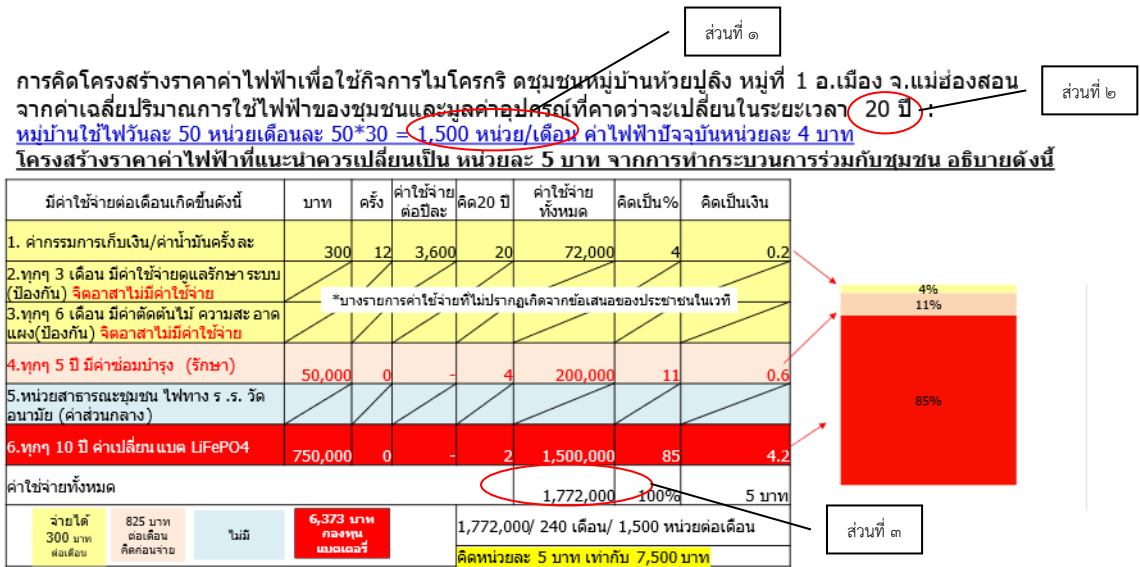 ส่วนที่ ๑
การคิดโครงสร้างราคาค่าไฟฟ้าเพื่อใช้กิจการไมโครกริ ดชุมชนหมู่บ้านห้วยปูลิง หมู่ที่ 1 อ.เมือง จ.แม่ฮ่องสอน
ส่วนที่ ๒
จากค่าเฉลี่ยปริมาณการใช้ไฟฟ้าของชุมชนและมูลค่าอุปกรณ์ที่คาดว่าจะเปลี่ยนในระยะเวลา 20 ปี :
หมู่บ้านใช้ไฟวันละ 50 หน่วยเดือนละ 50*30 = 1,500 หน่วย/เดือน ค่าไฟฟ้าปัจจุบันหน่วยละ 4 บาท
โครงสร้างราคาค่าไฟฟ้าที่แนะนำควรเปลี่ยนเป็น หน่วยละ 5 บาท จากการทำกระบวนการร่วมกับชุมชน อธิบายดังนี้
มีค่าใช้จ่ายต่อเดือนเกิดขึ้นดังนี้ บาท ครั้ง ค่าใช้จ่ายต่อปีละ คิด20 ปี ค่าใช้จ่ายทั้งหมด คิดเป็น% คิดเป็นเงิน
1. ค่ากรรมการเก็บเงิน/ค่าน้ำมันครั้งละ 300 12 3,600 20 72,000 4 0.2
2.ทุกๆ 3 เดือน มีค่าใช้จ่ายดูแลรักษา ระบบ
(ป้องกัน) จิตอาสาไม่มีค่าใช้จ่าย
*บางรายการค่าใช้จ่ายที่ไม่ปรากฏเกิดจากข้อเสนอของประชาชนในเวที
3.ทุกๆ 6 เดือน มีค่าตัดต้นไม้ ความสะ อาด
แผง(ป้องกัน) จิตอาสาไม่มีค่าใช้จ่าย
4.ทุกๆ 5 ปี มีค่าซ่อมบำรุง (รักษา) 50,000 0 - 4 200,000 11 0.6
5.หน่วยสาธารณะชุมชน ไฟทาง ร .ร. วัด
อนามัย (ค่าส่วนกลาง)
6.ทุกๆ 10 ปี ค่าเปลี่ยนแบต LiFePO4 750,000 0 - 2 1,500,000 85 4.2
ค่าใช้จ่ายทั้งหมด 1,772,000 100% 5 บาท
4%
11%
85%
ส่วนที่ ๓
จ่ายได้
300 บาท
ต่อเดือน
825 บาท
ต่อเดือน
คิดก่อนจ่าย
ไม่มี
6,373 บาท
กองทุน
แบตเตอรี่
1,772,000/ 240 เดือน/ 1,500 หน่วยต่อเดือน
คิดหน่วยละ 5 บาท เท่ากับ 7,500 บาท